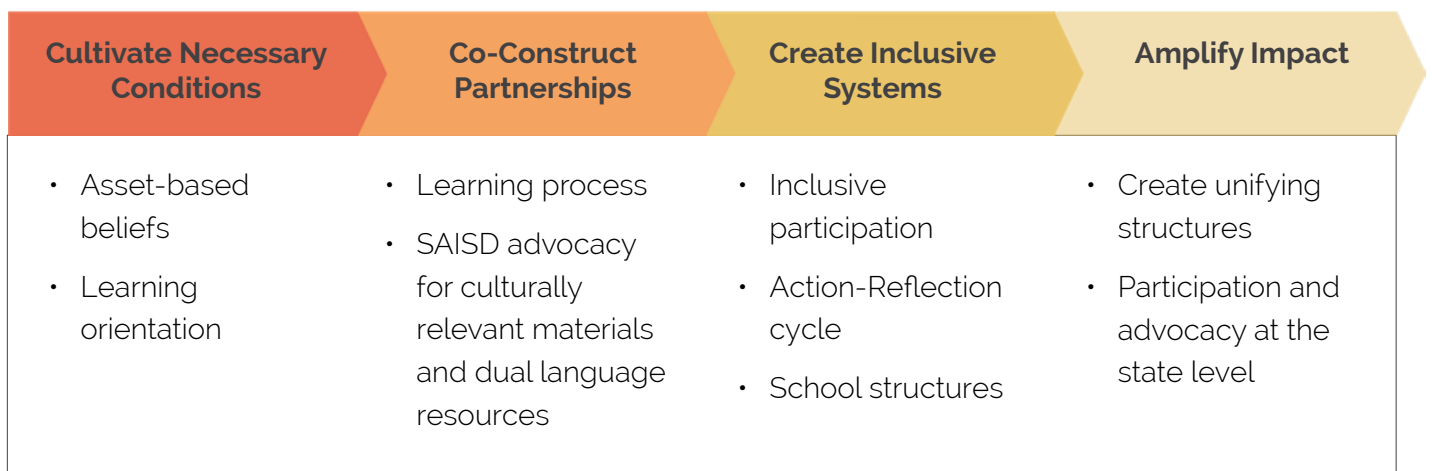 Cultivate Necessary
Conditions
Co-Construct
Partnerships
Create Inclusive
Systems
Amplify Impact
• Asset-based
beliefs
• Learning
orientation
• Learning process
• SAISD advocacy
for culturally
relevant materials
and dual language
resources
• Inclusive
participation
• Action-Reflection
cycle
• School structures
• Create unifying
structures
• Participation and
advocacy at the
state level